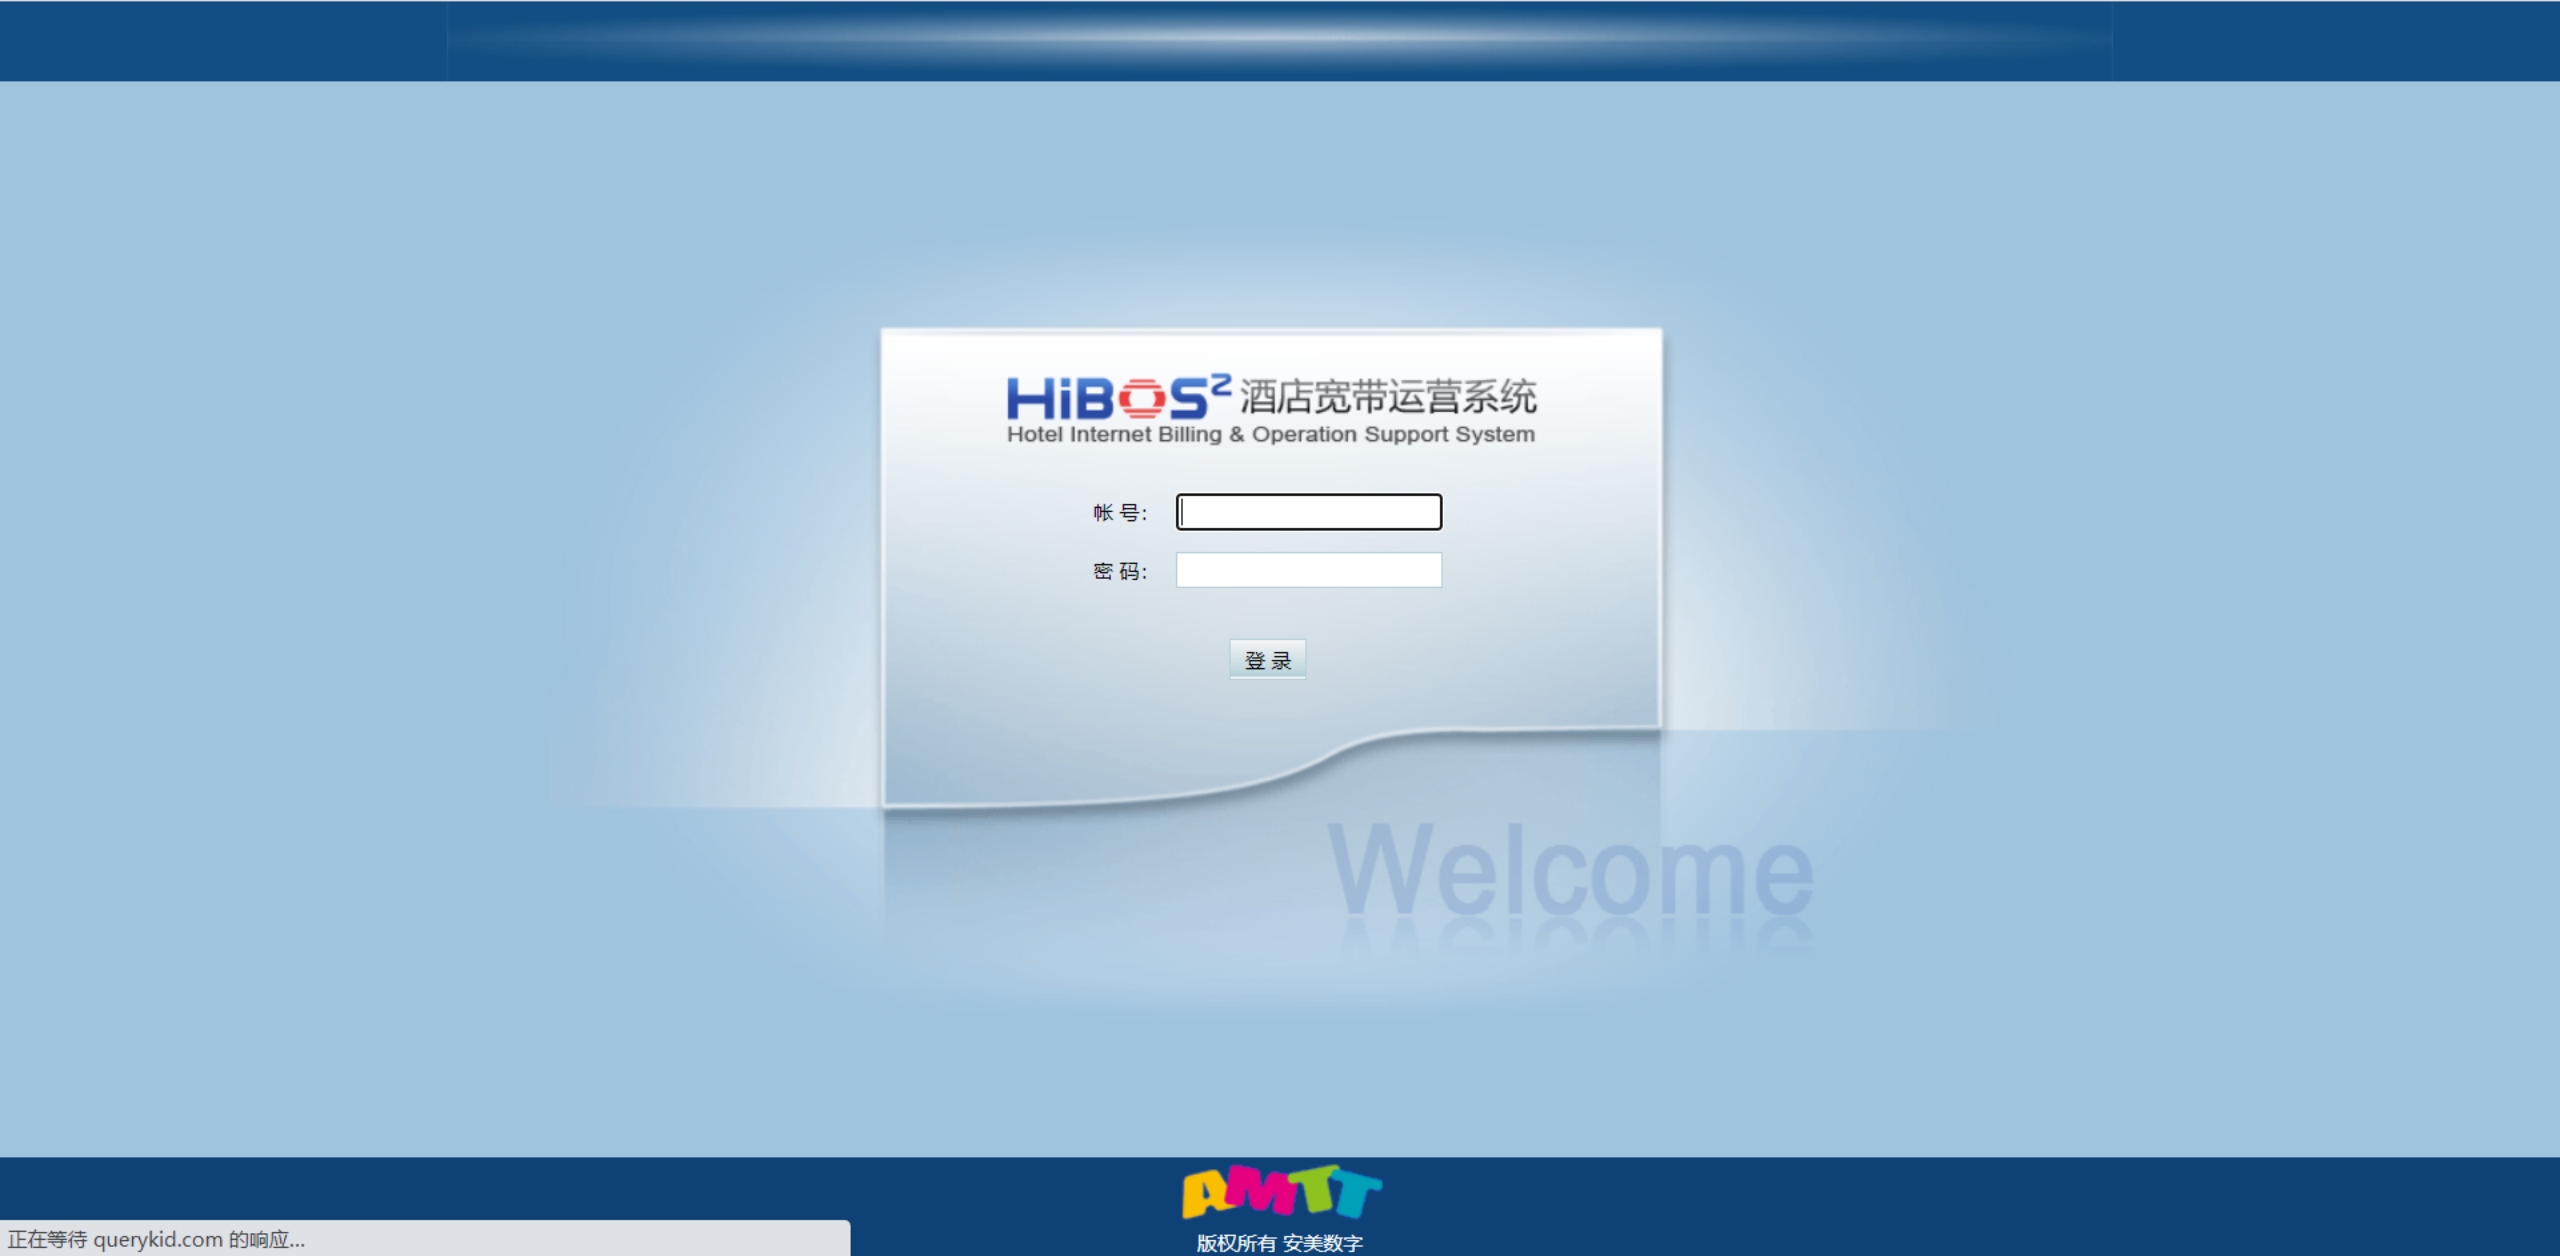 HiBOS² 酒店宽带运营系统
Hotel Internet Billing & Operation Support System
帐 号:
密 码:
登 录
Welcome
AMTT
正在等待 querykid.com 的响应...
版权所有 安美数字